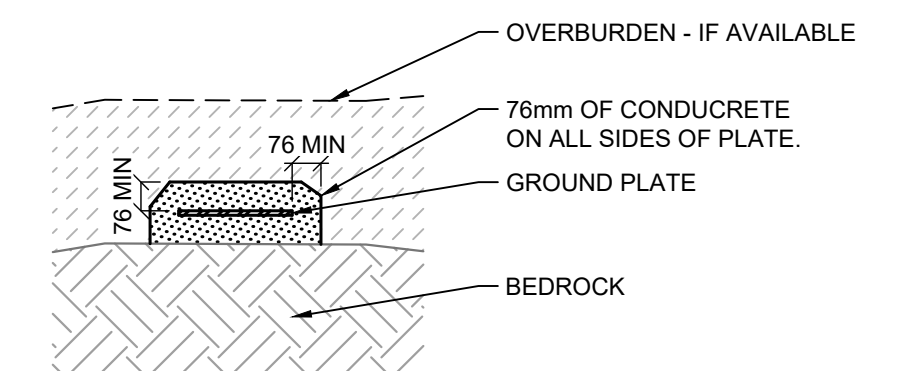 OVERBURDEN - IF AVAILABLE
76mm OF CONDUCRETE
ON ALL SIDES OF PLATE.
76 MIN
76 MIN
GROUND PLATE
BEDROCK